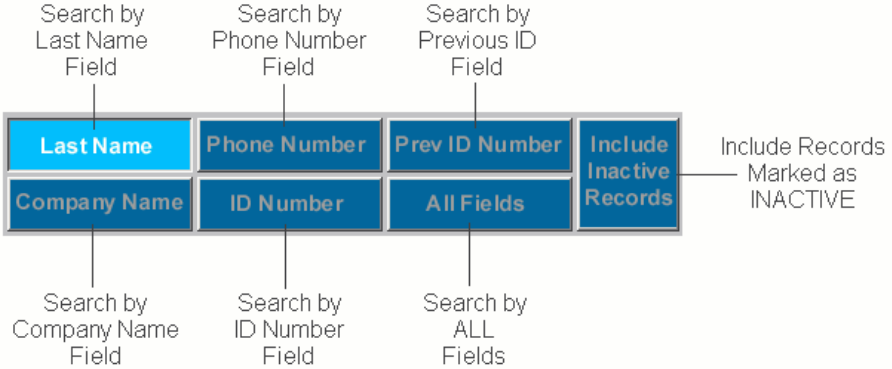 Search by
Last Name
Field
Search by
Phone Number
Field
Search by
Previous ID
Field
Last Name
Phone Number
Prev ID Number
Include
Inactive
Records
Company Name
ID Number
All Fields
Include Records
Marked as
INACTIVE
Search by
Company Name
Field
Search by
ID Number
Field
Search by
ALL
Fields